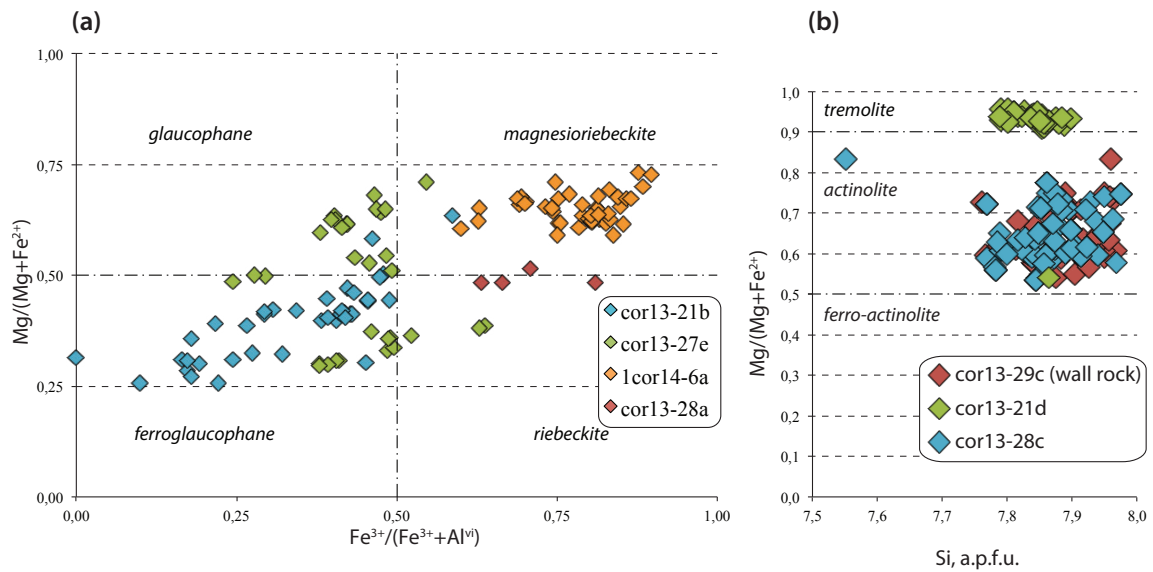 (a)
1,00
0,75
0,50
0,25
0,00
Mg/(Mg+Fe²⁺)
glaucophane
magnesioriebeckite
ferroglaucophane
riebeckite
cor13-21b
cor13-27e
1cor14-6a
cor13-28a
0,00 0,25 0,50 0,75 1,00
Fe³⁺/(Fe³⁺+Alᵛⁱ)
(b)
1,0
0,9
0,8
0,7
0,6
0,5
0,4
0,3
0,2
0,1
1,0
Mg/(Mg+Fe²⁺)
tremolite
actinolite
ferro-actinolite
cor13-29c (wall rock)
cor13-21d
cor13-28c
7,5 7,6 7,7 7,8 7,9 8,0
Si, a.p.f.u.